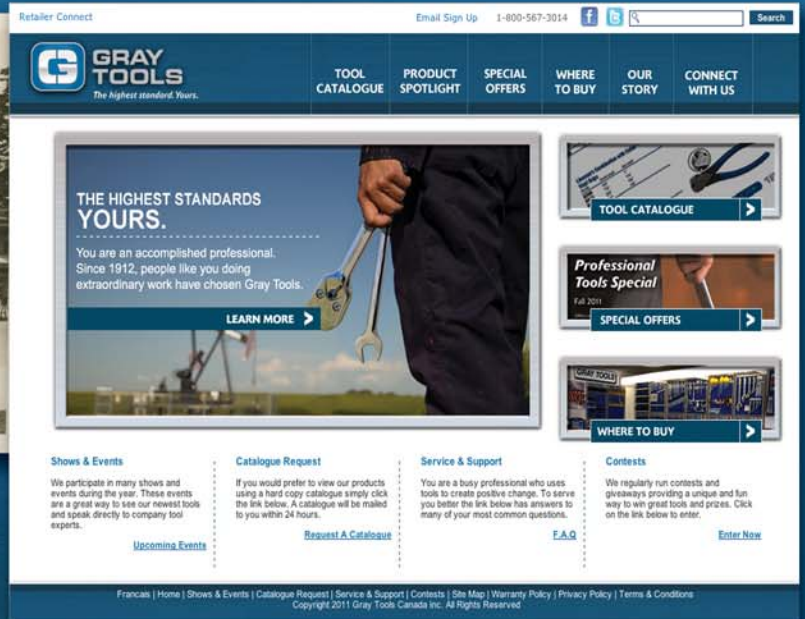 Retailer Connect
Email Sign Up
1-800-567-3014
Search
GRAY
TOOLS
The highest standard. Yours.
TOOL
CATALOGUE
PRODUCT
SPOTLIGHT
SPECIAL
OFFERS
WHERE
TO BUY
OUR
STORY
CONNECT
WITH US
THE HIGHEST STANDARDS
YOURS.
You are an accomplished professional.
Since 1912, people like you doing
extraordinary work have chosen Gray Tools.
LEARN MORE
TOOL CATALOGUE
Professional
Tools Special
Fall 2011
SPECIAL OFFERS
GRAY TOOLS
WHERE TO BUY
Shows & Events
We participate in many shows and
events during the year. These events
are a great way to see our newest tools
and speak directly to company tool
experts.
Upcoming Events
Catalogue Request
If you would prefer to view our products
using a hard copy catalogue simply click
the link below. A catalogue will be mailed
to you within 24 hours.
Request A Catalogue
Service & Support
You are a busy professional who uses
tools to create positive change. To serve
you better the link below has answers to
many of your most common questions.
F.A.Q
Contests
We regularly run contests and
giveaways providing a unique and fun
way to win great tools and prizes. Click
on the link below to enter.
Enter Now
Francais | Home | Shows & Events | Catalogue Request | Service & Support | Contests | Site Map | Warranty Policy | Privacy Policy | Terms & Conditions
Copyright 2011 Gray Tools Canada Inc. All Rights Reserved